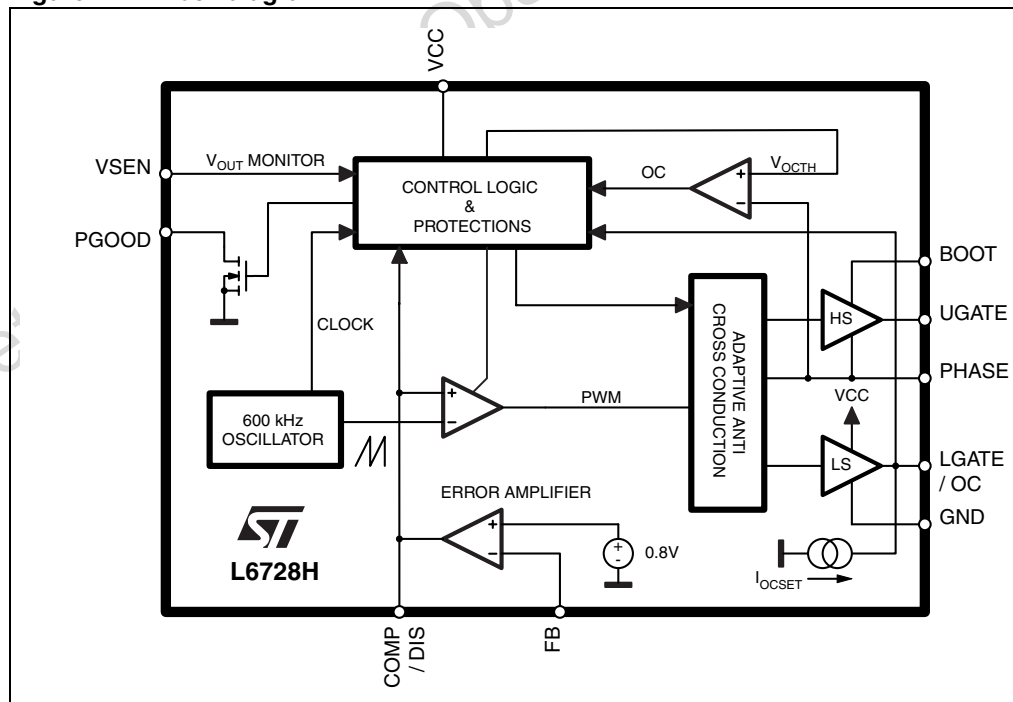 VCC
VSEN
VOUT MONITOR
PGOOD
CONTROL LOGIC
&
PROTECTIONS
OC
VOCTH
+
-
BOOT
UGATE
PHASE
HS
ADAPTIVE ANTI
CROSS CONDUCTION
CLOCK
600 kHz
OSCILLATOR
+
-
PWM
VCC
LS
LGATE
/ OC
GND
ERROR AMPLIFIER
+
-
+
-
0.8V
IOCSET
ST
L6728H
COMP
/ DIS
FB